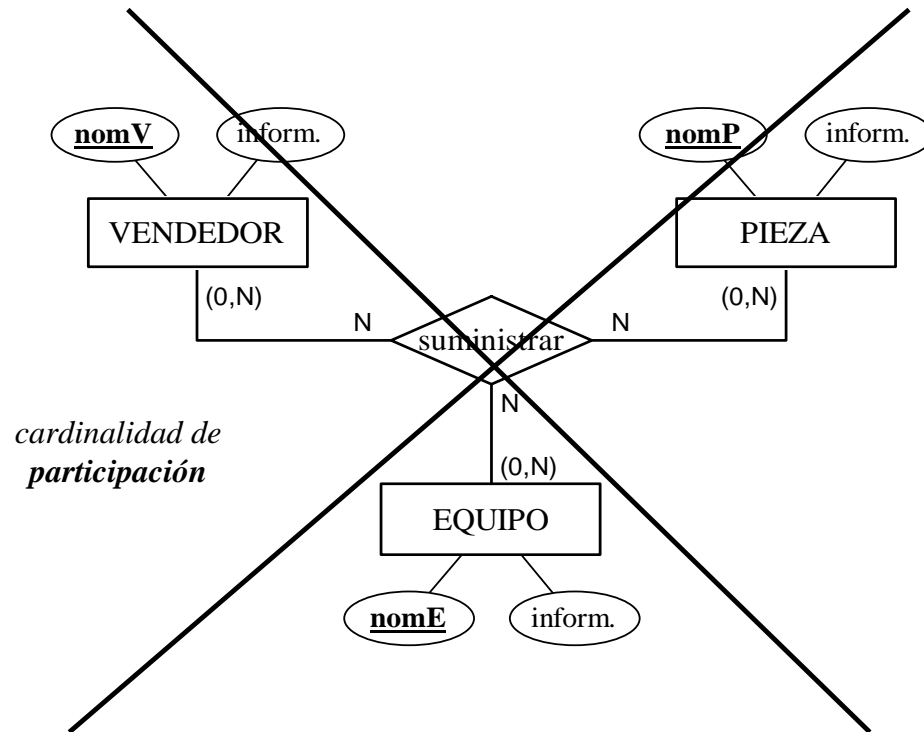 nomV
inform.
nomP
inform.
VENDEDOR
PIEZA
(0,N)
(0,N)
N
N
suministrar
N
cardinalidad de
participación
(0,N)
EQUIPO
nomE
inform.